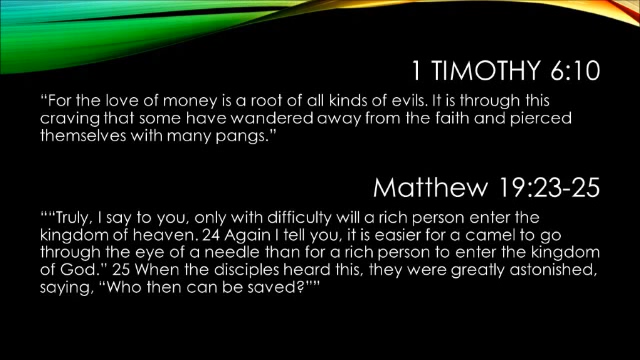 1 TIMOTHY 6:10
“For the love of money is a root of all kinds of evils. It is through this
craving that some have wandered away from the faith and pierced
themselves with many pangs.”
Matthew 19:23-25
““Truly, I say to you, only with difficulty will a rich person enter the
kingdom of heaven. 24 Again I tell you, it is easier for a camel to go
through the eye of a needle than for a rich person to enter the kingdom
of God.” 25 When the disciples heard this, they were greatly astonished,
saying, “Who then can be saved?””